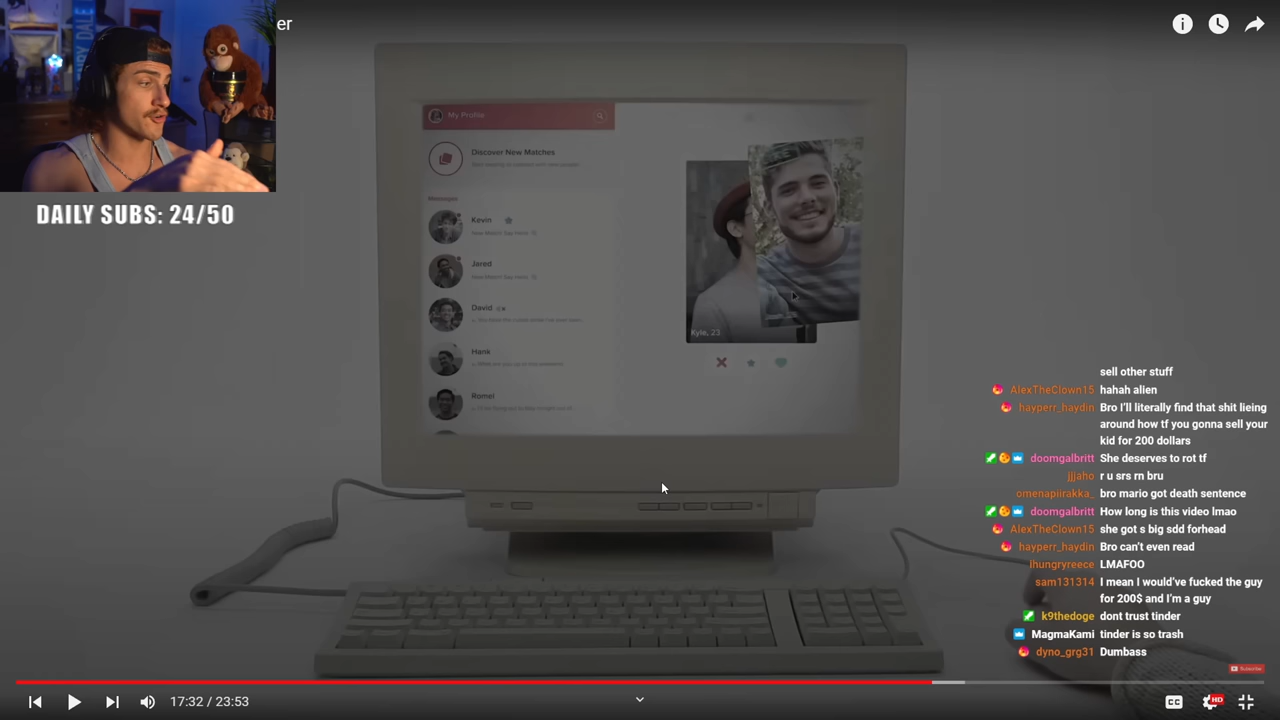 er
DAILY SUBS: 24/50
My Profile
Discover New Matches
Messages
Kevin
Jared
David
Hank
Romel
Kyle, 23
sell other stuff
AlexTheClown15 hahah alien
hayperr_haydin Bro I'll literally find that shit lieing
around how tf you gonna sell your
kid for 200 dollars
doomgalbritt She deserves to rot tf
jjjaho r u srs rn bru
omenapiirakka_ bro mario got death sentence
doomgalbritt How long is this video lmao
AlexTheClown15 she got s big sdd forhead
hayperr_haydin Bro can't even read
lhungryreece LMAFOO
sam131314 I mean I would've fucked the guy
for 200$ and I'm a guy
k9thedoge dont trust tinder
MagmaKami tinder is so trash
dyno_grg31 Dumbass
Subscribe
17:32 / 23:53
CC
HD